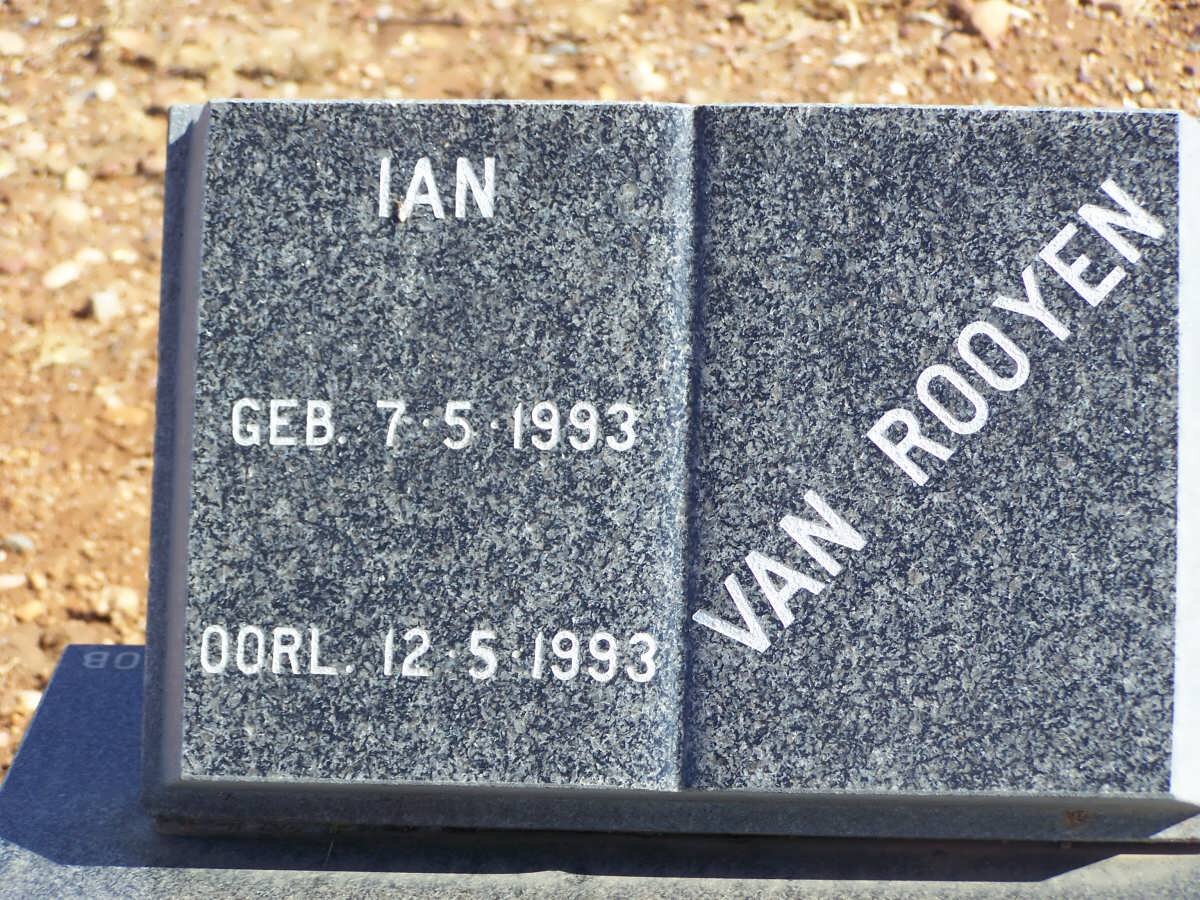 IAN
GEB. 7·5·1993
OORL. 12·5·1993
VAN ROOYEN